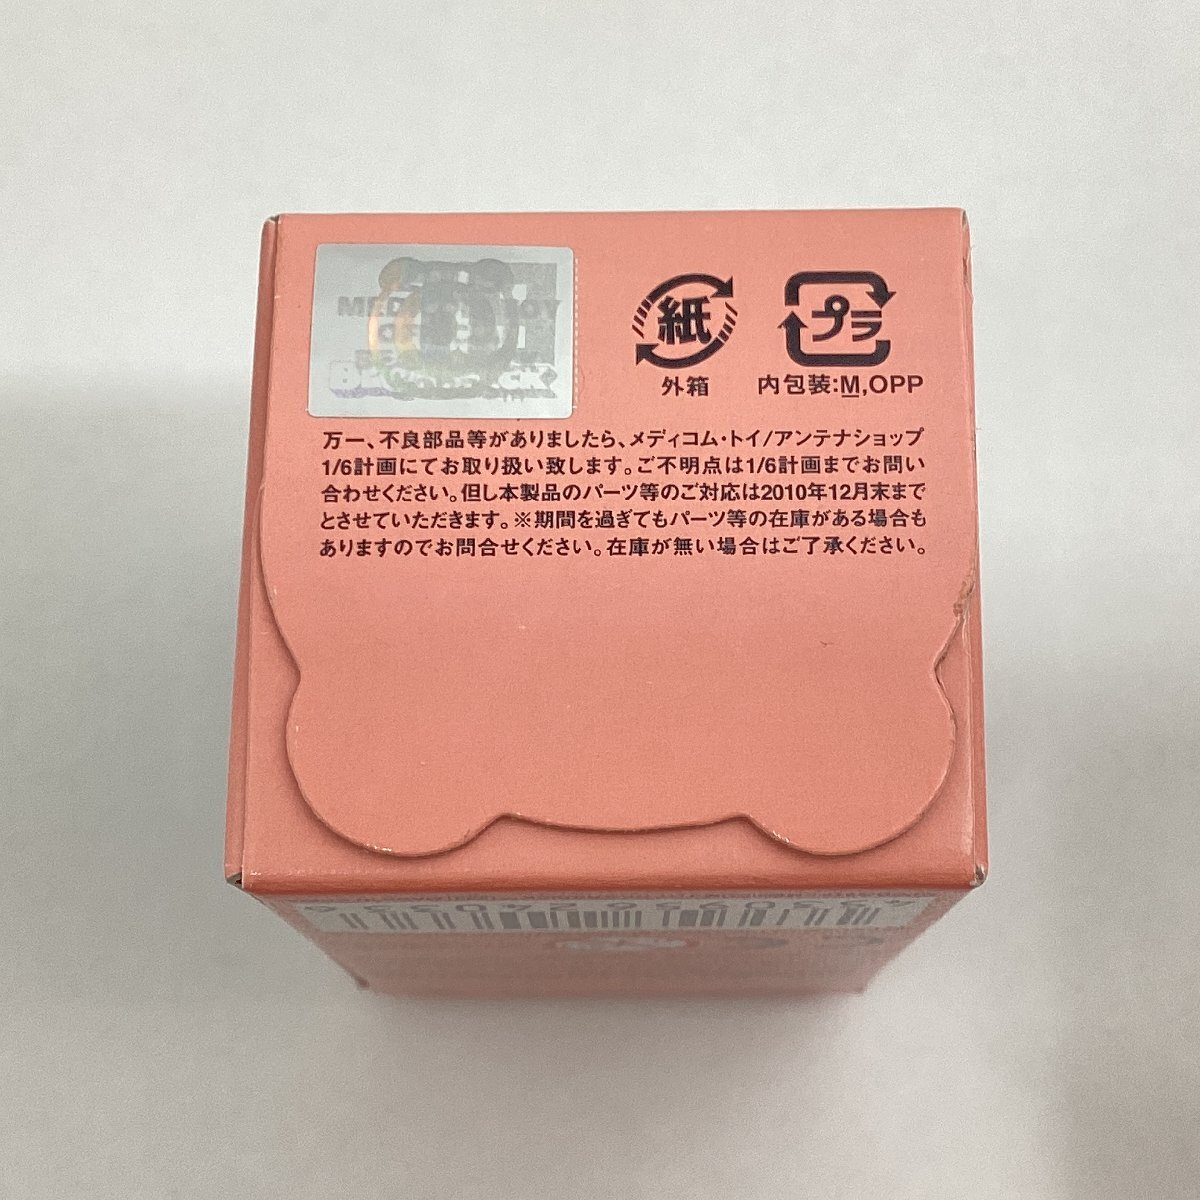 MEDICOM TOY
OFFICIAL
BE@RBRICK
紙
プラ
外箱
内包装:M,OPP
万一、不良部品等がありましたら、メディコム・トイ/アンテナショップ
1/6計画にてお取り扱い致します。ご不明点は1/6計画までお問い
合わせください。但し本製品のパーツ等のご対応は2010年12月末まで
とさせていただきます。※期間を過ぎてもパーツ等の在庫がある場合も
ありますのでお問合せください。在庫が無い場合はご了承ください。